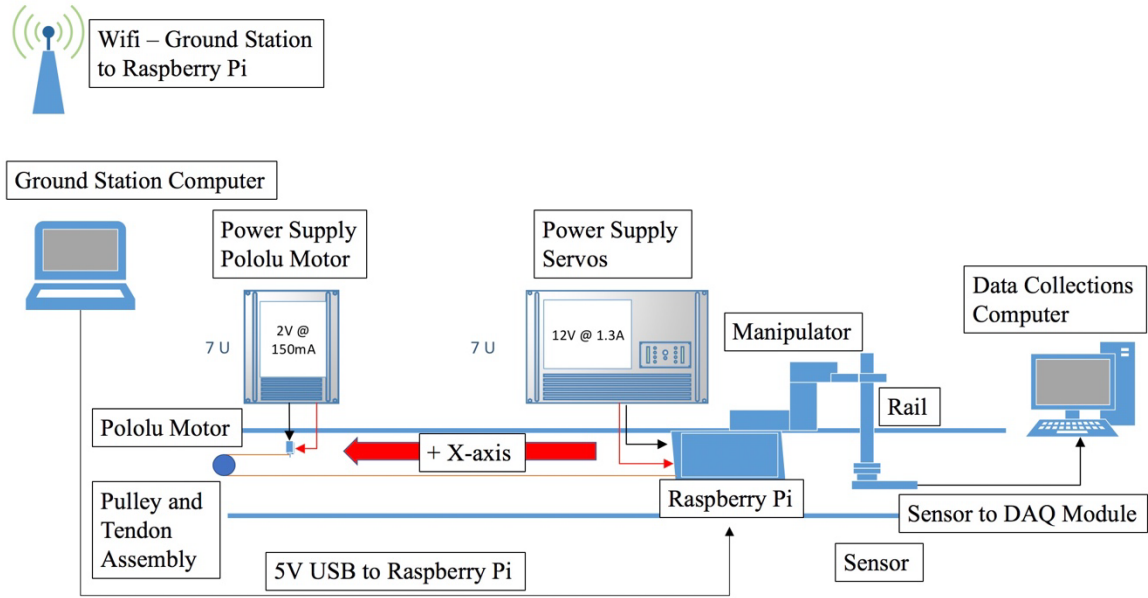 Wifi – Ground Station
to Raspberry Pi
Ground Station Computer
Power Supply
Pololu Motor
Power Supply
Servos
Data Collections
Computer
2V @
150mA
7 U
12V @ 1.3A
7 U
Manipulator
Rail
Pololu Motor
+ X-axis
Pulley and
Tendon
Assembly
Raspberry Pi
Sensor to DAQ Module
5V USB to Raspberry Pi
Sensor